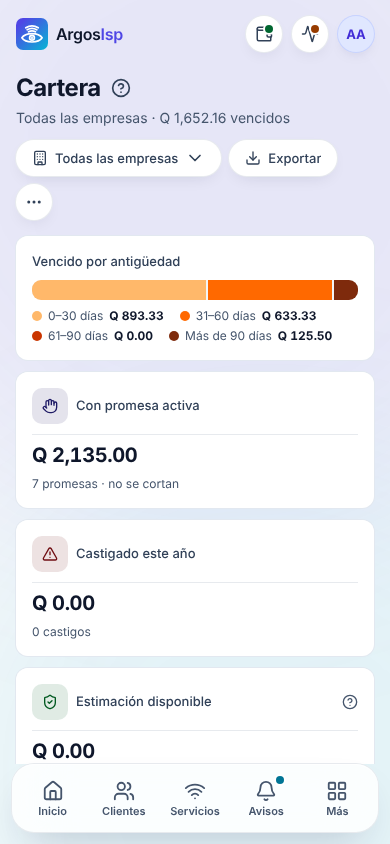 ArgosIsp
AA
Cartera
Todas las empresas · Q 1,652.16 vencidos
Todas las empresas
Exportar
Vencido por antigüedad
0–30 días Q 893.33 31–60 días Q 633.33
61–90 días Q 0.00 Más de 90 días Q 125.50
Con promesa activa
Q 2,135.00
7 promesas · no se cortan
Castigado este año
Q 0.00
0 castigos
Estimación disponible
Q 0.00
Inicio Clientes Servicios Avisos Más